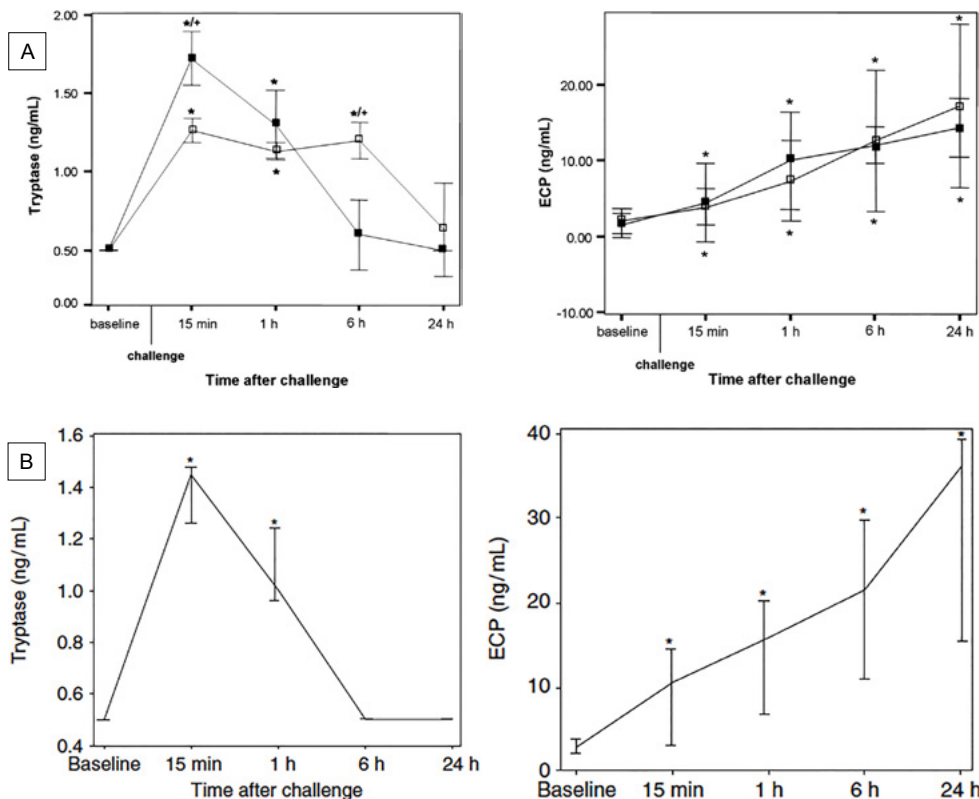 A
Tryptase (ng/mL)
2.00
1.50
1.00
0.50
0.00
*/+
*
*
*
*/+
baseline
15 min
1 h
6 h
24 h
challenge
Time after challenge
ECP (ng/mL)
20.00
10.00
0.00
-10.00
*
*
*
*
*
*
*
*
baseline
15 min
1 h
6 h
24 h
challenge
Time after challenge
B
Tryptase (ng/mL)
1.6
1.4
1.2
1.0
0.8
0.6
0.4
*
*
Baseline
15 min
1 h
6 h
24 h
Time after challenge
ECP (ng/mL)
40
30
20
10
0
*
*
*
*
Baseline
15 min
1 h
6 h
24 h